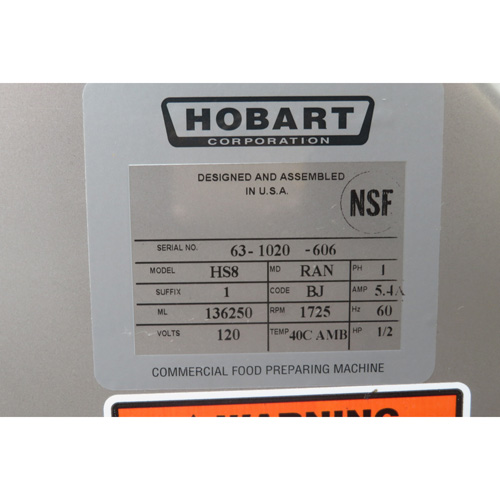 HOBART
CORPORATION
DESIGNED AND ASSEMBLED
IN U.S.A.
NSF
SERIAL NO. 63-1020-606
MODEL HS8 MD RAN PH 1
SUFFIX 1 CODE BJ AMP 5.4A
ML 136250 RPM 1725 Hz 60
VOLTS 120 TEMP 40C AMB HP 1/2
COMMERCIAL FOOD PREPARING MACHINE
WARNING